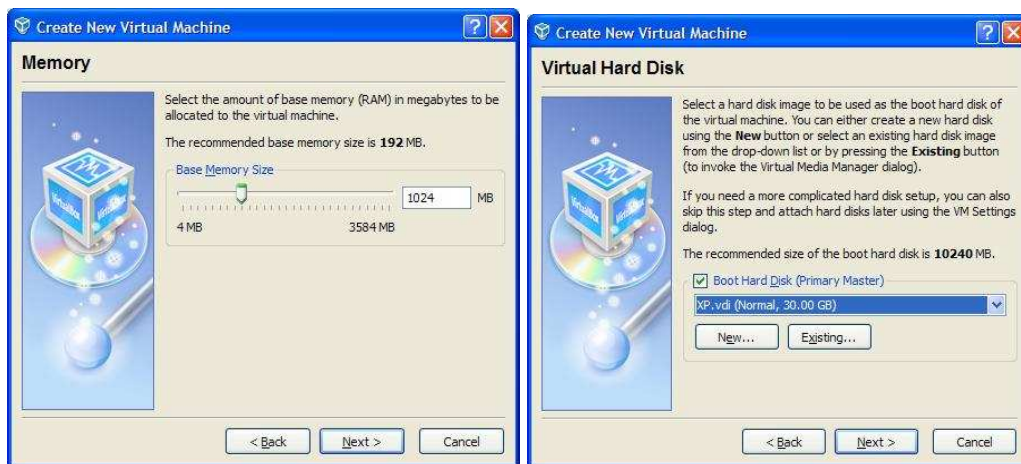 Create New Virtual Machine
Memory
Select the amount of base memory (RAM) in megabytes to be
allocated to the virtual machine.
The recommended base memory size is 192 MB.
Base Memory Size
1024 MB
4 MB 3584 MB
< Back Next > Cancel
Create New Virtual Machine
Virtual Hard Disk
Select a hard disk image to be used as the boot hard disk of
the virtual machine. You can either create a new hard disk
using the New button or select an existing hard disk image
from the drop-down list or by pressing the Existing button
(to invoke the Virtual Media Manager dialog).
If you need a more complicated hard disk setup, you can also
skip this step and attach hard disks later using the VM Settings
dialog.
The recommended size of the boot hard disk is 10240 MB.
Boot Hard Disk (Primary Master)
XP.vdi (Normal, 30.00 GB)
New... Existing...
< Back Next > Cancel